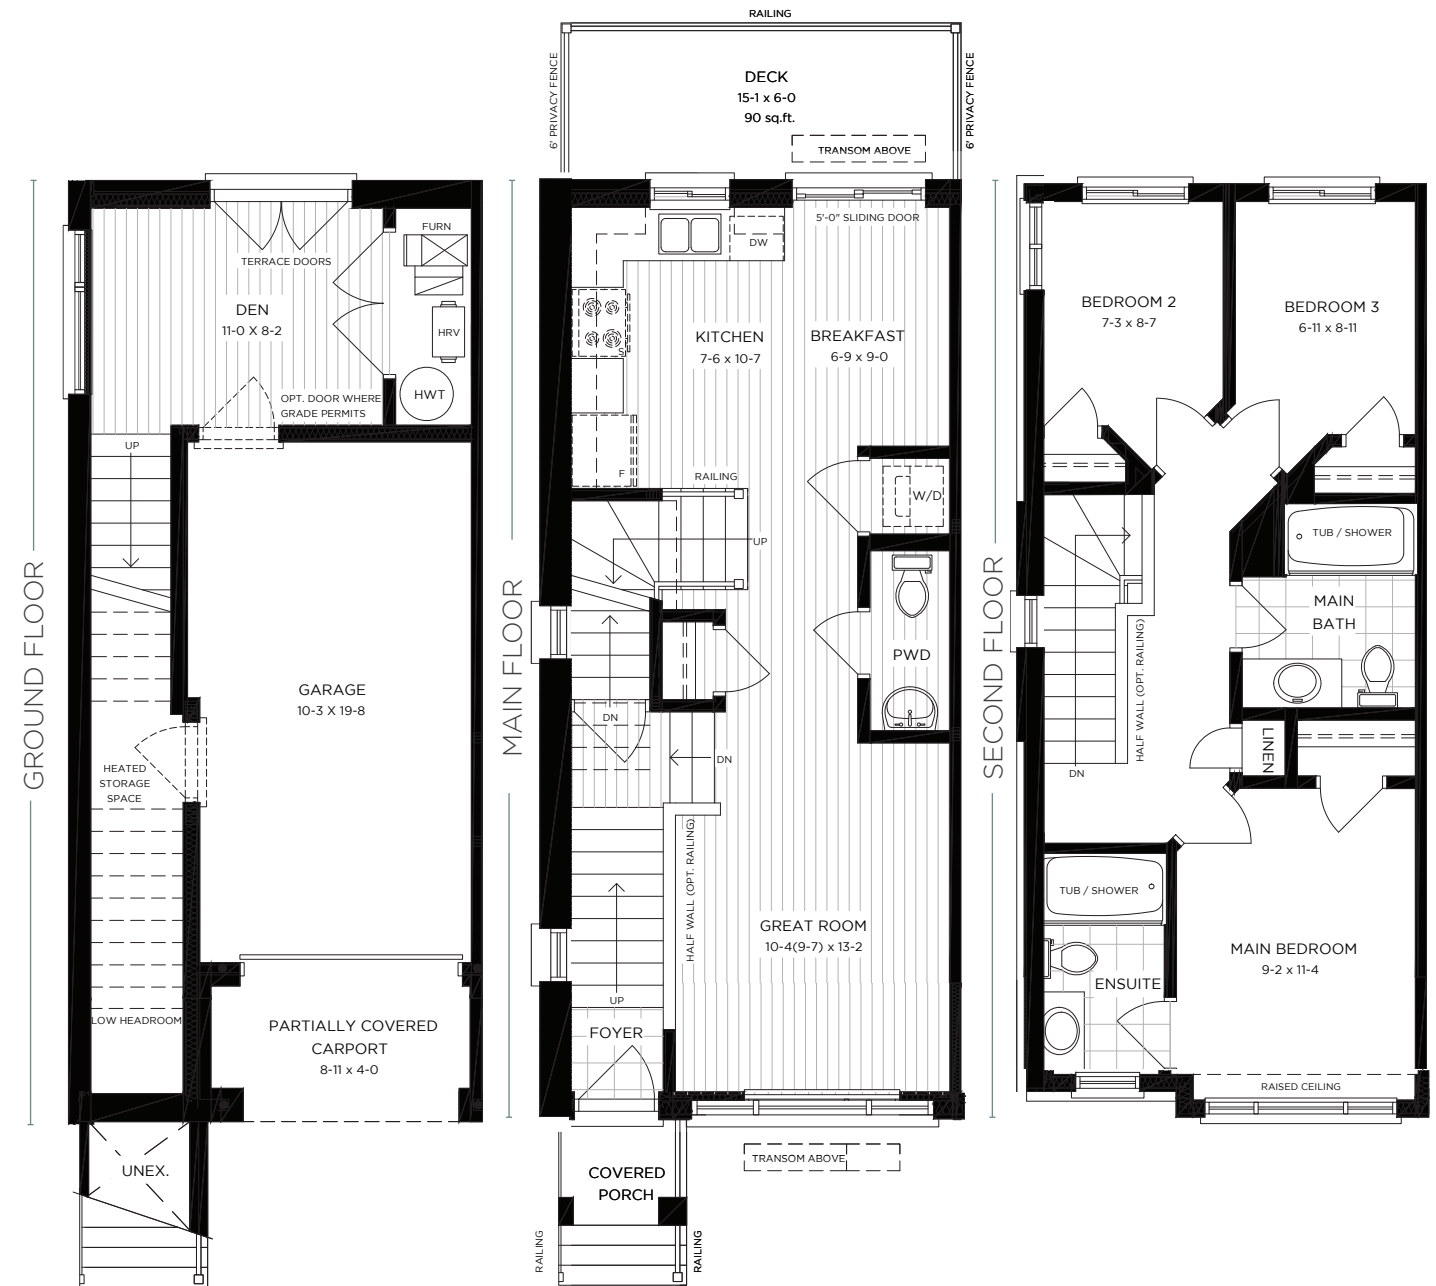 GROUND FLOOR
TERRACE DOORS
FURN
DEN
11-0 X 8-2
HRV
HWT
OPT. DOOR WHERE
GRADE PERMITS
UP
GARAGE
10-3 X 19-8
HEATED
STORAGE
SPACE
LOW HEADROOM
PARTIALLY COVERED
CARPORT
8-11 x 4-0
UNEX.
MAIN FLOOR
RAILING
6' PRIVACY FENCE
6' PRIVACY FENCE
DECK
15-1 x 6-0
90 sq.ft.
TRANSOM ABOVE
5'-0" SLIDING DOOR
DW
KITCHEN
7-6 x 10-7
BREAKFAST
6-9 x 9-0
S
F
RAILING
W/D
UP
PWD
DN
DN
HALF WALL (OPT. RAILING)
GREAT ROOM
10-4(9-7) x 13-2
UP
FOYER
TRANSOM ABOVE
COVERED
PORCH
RAILING
RAILING
SECOND FLOOR
BEDROOM 2
7-3 x 8-7
BEDROOM 3
6-11 x 8-11
TUB / SHOWER
MAIN
BATH
HALF WALL (OPT. RAILING)
DN
LINEN
TUB / SHOWER
ENSUITE
MAIN BEDROOM
9-2 x 11-4
RAISED CEILING